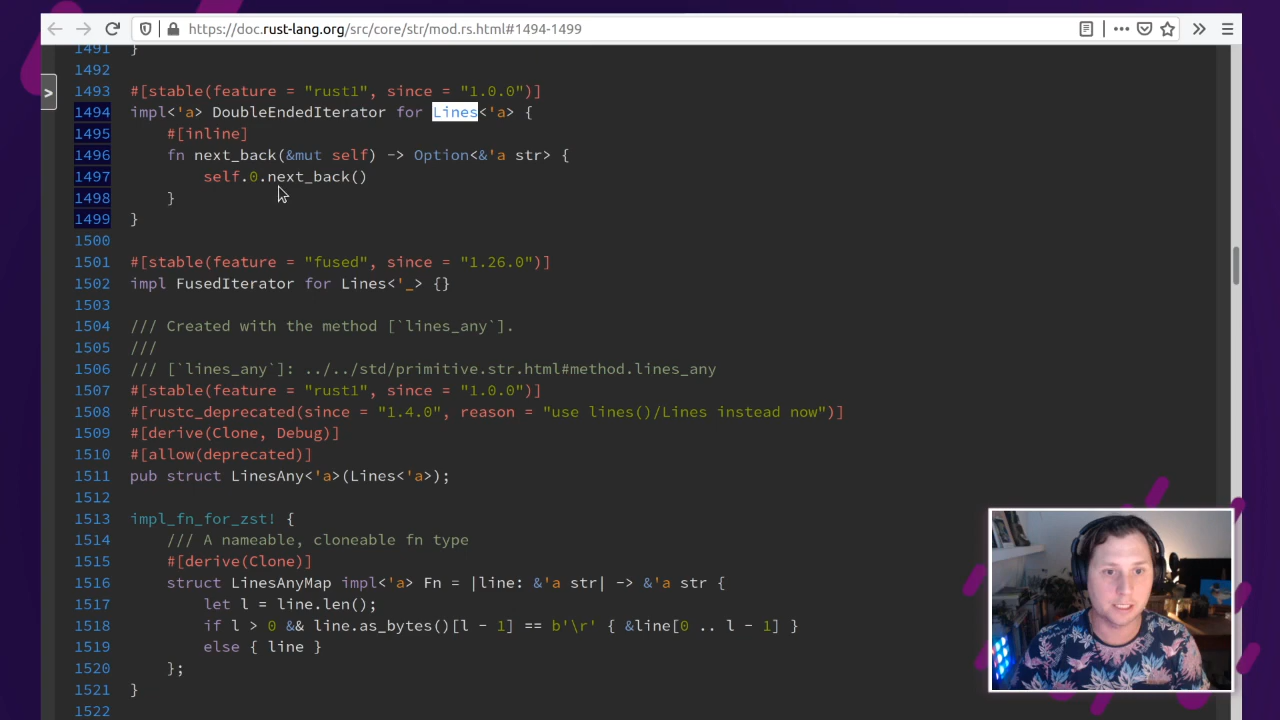 https://doc.rust-lang.org/src/core/str/mod.rs.html#1494-1499
>
1491 }
1492
1493 #[stable(feature = "rust1", since = "1.0.0")]
1494 impl<'a> DoubleEndedIterator for Lines<'a> {
1495     #[inline]
1496     fn next_back(&mut self) -> Option<&'a str> {
1497         self.0.next_back()
1498     }
1499 }
1500
1501 #[stable(feature = "fused", since = "1.26.0")]
1502 impl FusedIterator for Lines<'_> {}
1503
1504 /// Created with the method [`lines_any`].
1505 ///
1506 /// [`lines_any`]: ../../std/primitive.str.html#method.lines_any
1507 #[stable(feature = "rust1", since = "1.0.0")]
1508 #[rustc_deprecated(since = "1.4.0", reason = "use lines()/Lines instead now")]
1509 #[derive(Clone, Debug)]
1510 #[allow(deprecated)]
1511 pub struct LinesAny<'a>(Lines<'a>);
1512
1513 impl_fn_for_zst! {
1514     /// A nameable, cloneable fn type
1515     #[derive(Clone)]
1516     struct LinesAnyMap impl<'a> Fn = |line: &'a str| -> &'a str {
1517         let l = line.len();
1518         if l > 0 && line.as_bytes()[l - 1] == b'\r' { &line[0 .. l - 1] }
1519         else { line }
1520     };
1521 }
1522